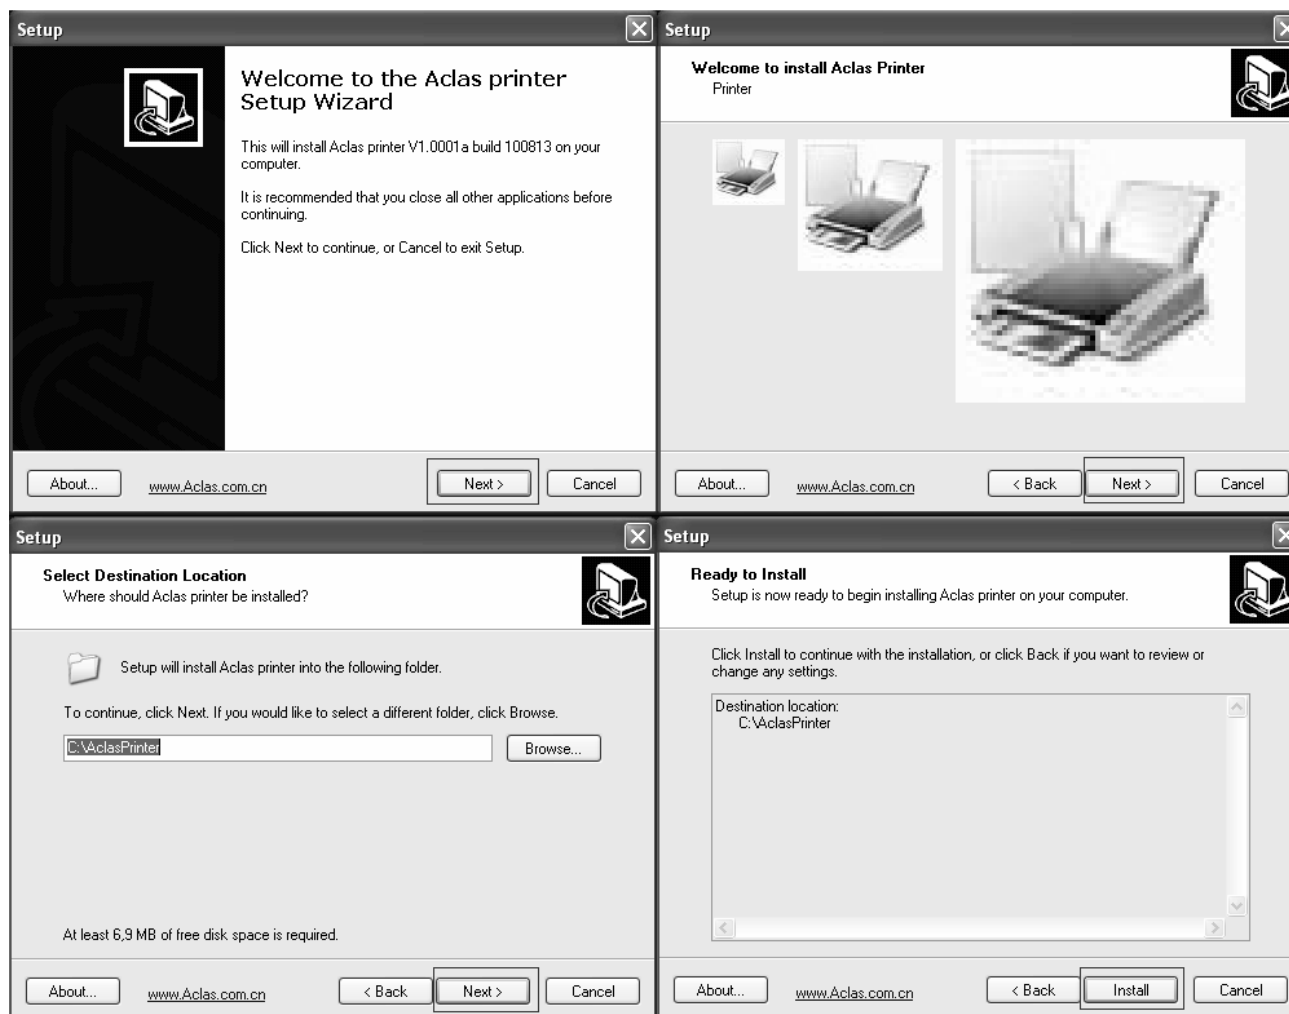 Setup
Welcome to the Aclas printer
Setup Wizard
This will install Aclas printer V1.0001a build 100813 on your
computer.
It is recommended that you close all other applications before
continuing.
Click Next to continue, or Cancel to exit Setup.
About...
www.Aclas.com.cn
Next >
Cancel
Setup
Welcome to install Aclas Printer
Printer
About...
www.Aclas.com.cn
< Back
Next >
Cancel
Setup
Select Destination Location
Where should Aclas printer be installed?
Setup will install Aclas printer into the following folder.
To continue, click Next. If you would like to select a different folder, click Browse.
C:\AclasPrinter
Browse...
At least 6,9 MB of free disk space is required.
About...
www.Aclas.com.cn
< Back
Next >
Cancel
Setup
Ready to Install
Setup is now ready to begin installing Aclas printer on your computer.
Click Install to continue with the installation, or click Back if you want to review or
change any settings.
Destination location:
C:\AclasPrinter
About...
www.Aclas.com.cn
< Back
Install
Cancel